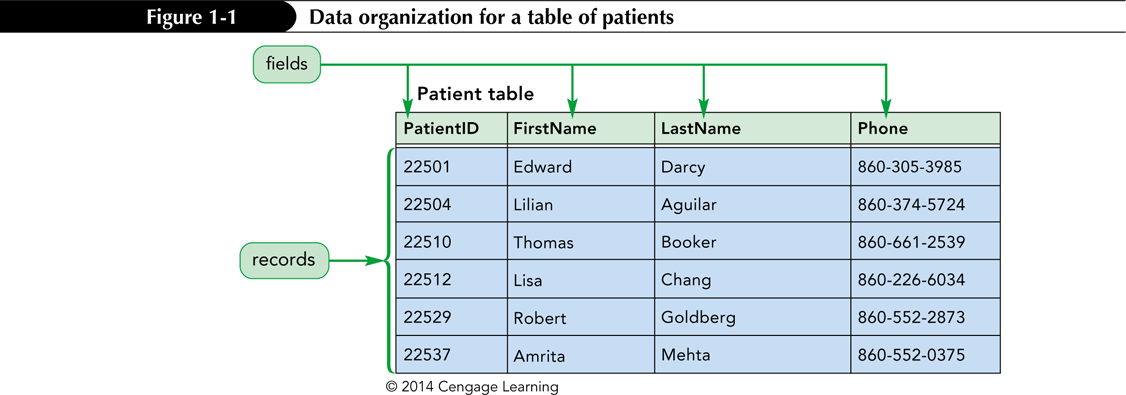 Figure 1-1 Data organization for a table of patients
fields
Patient table
PatientID FirstName LastName Phone
22501 Edward Darcy 860-305-3985
22504 Lilian Aguilar 860-374-5724
22510 Thomas Booker 860-661-2539
records
22512 Lisa Chang 860-226-6034
22529 Robert Goldberg 860-552-2873
22537 Amrita Mehta 860-552-0375
© 2014 Cengage Learning